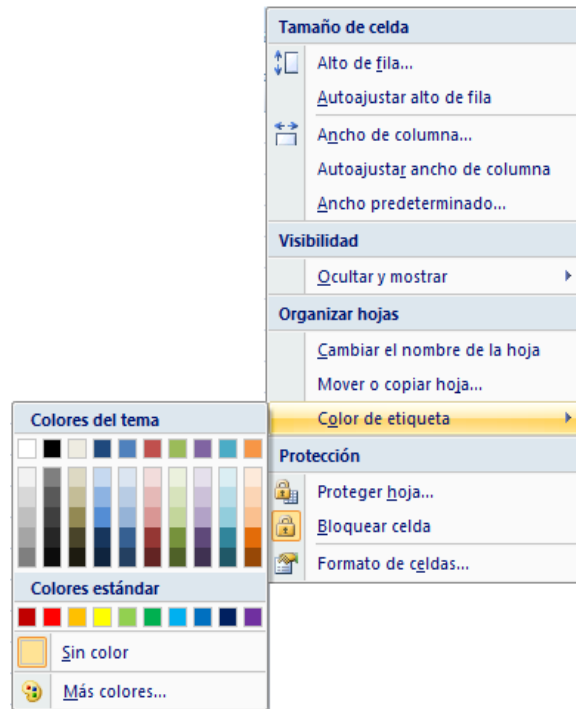 Tamaño de celda
Alto de fila...
Autoajustar alto de fila
Ancho de columna...
Autoajustar ancho de columna
Ancho predeterminado...
Visibilidad
Ocultar y mostrar
Organizar hojas
Cambiar el nombre de la hoja
Mover o copiar hoja...
Color de etiqueta
Protección
Proteger hoja...
Bloquear celda
Formato de celdas...
Colores del tema
Colores estándar
Sin color
Más colores...